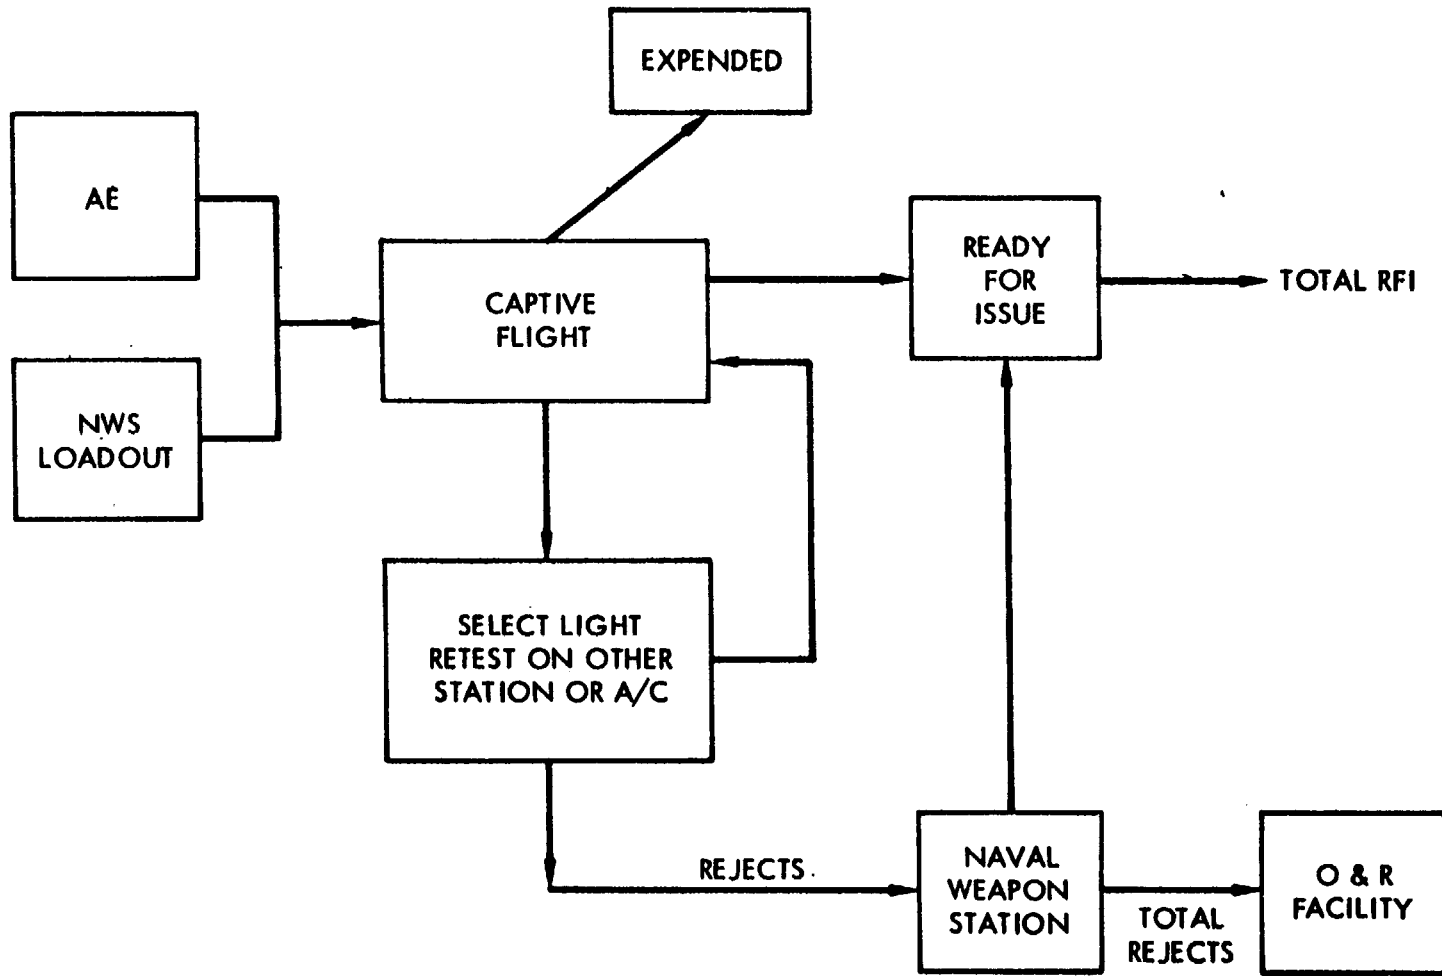 EXPENDED
AE
READY
FOR
ISSUE
TOTAL RFI
CAPTIVE
FLIGHT
NWS
LOADOUT
SELECT LIGHT
RETEST ON OTHER
STATION OR A/C
REJECTS
NAVAL
WEAPON
STATION
TOTAL
REJECTS
O & R
FACILITY